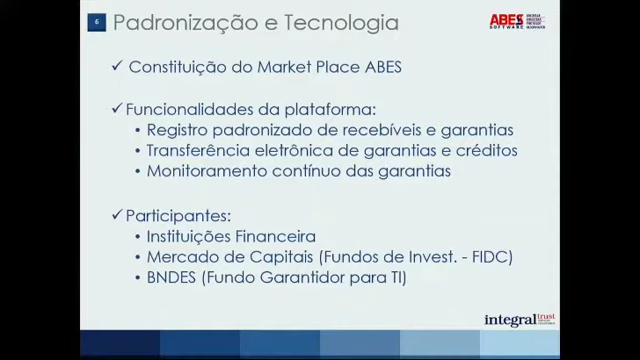 6
Padronização e Tecnologia
ABES
SOFTWARE
✓ Constituição do Market Place ABES
✓ Funcionalidades da plataforma:
• Registro padronizado de recebíveis e garantias
• Transferência eletrônica de garantias e créditos
• Monitoramento contínuo das garantias
✓ Participantes:
• Instituições Financeira
• Mercado de Capitais (Fundos de Invest. - FIDC)
• BNDES (Fundo Garantidor para TI)
integral trust